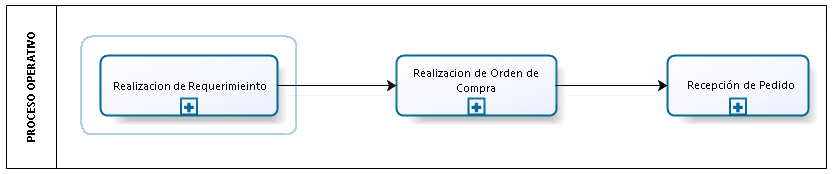 PROCESO OPERATIVO
Realizacion de Requerimieinto
Realizacion de Orden de
Compra
Recepción de Pedido